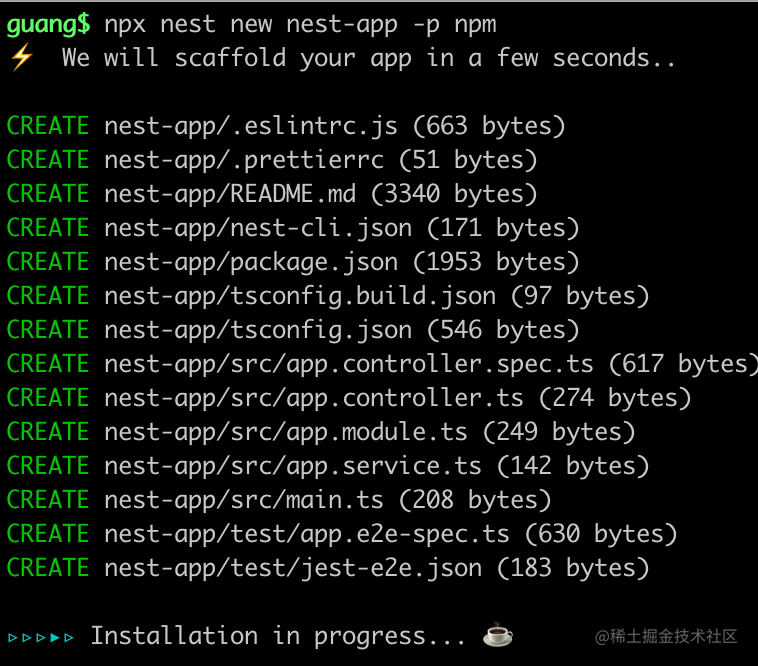 guang$ npx nest new nest-app -p npm
⚡ We will scaffold your app in a few seconds..
CREATE nest-app/.eslintrc.js (663 bytes)
CREATE nest-app/.prettierrc (51 bytes)
CREATE nest-app/README.md (3340 bytes)
CREATE nest-app/nest-cli.json (171 bytes)
CREATE nest-app/package.json (1953 bytes)
CREATE nest-app/tsconfig.build.json (97 bytes)
CREATE nest-app/tsconfig.json (546 bytes)
CREATE nest-app/src/app.controller.spec.ts (617 bytes)
CREATE nest-app/src/app.controller.ts (274 bytes)
CREATE nest-app/src/app.module.ts (249 bytes)
CREATE nest-app/src/app.service.ts (142 bytes)
CREATE nest-app/src/main.ts (208 bytes)
CREATE nest-app/test/app.e2e-spec.ts (630 bytes)
CREATE nest-app/test/jest-e2e.json (183 bytes)
▹▹▹▸▹ Installation in progress... ☕
@稀土掘金技术社区